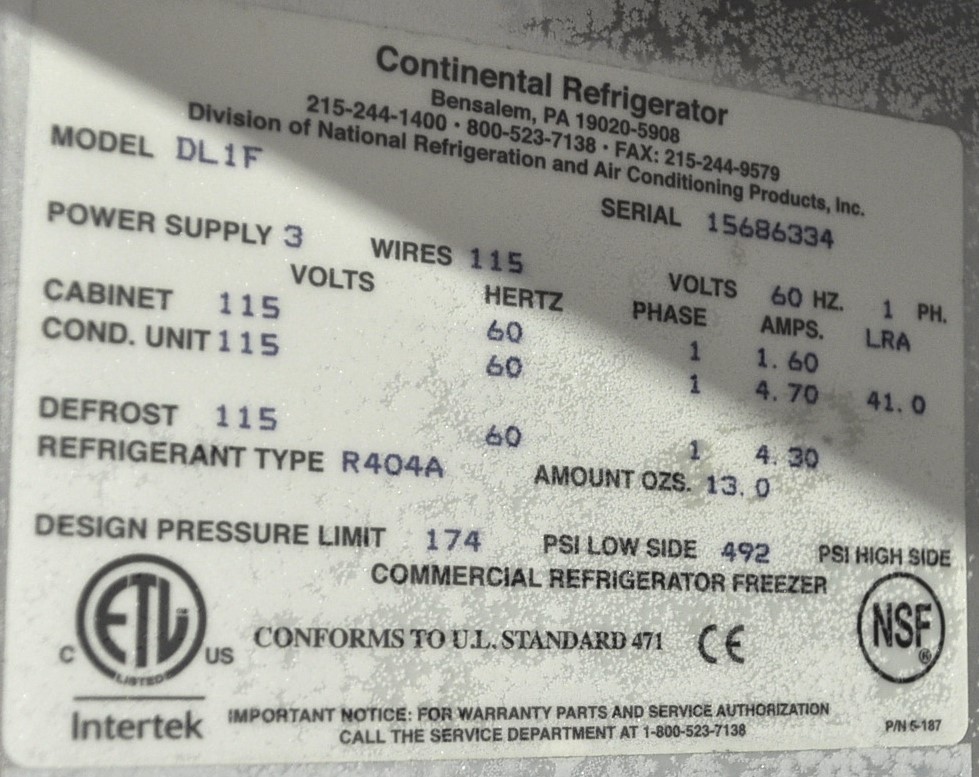 Continental Refrigerator
Bensalem, PA 19020-5908
215-244-1400 · 800-523-7138 · FAX: 215-244-9579
Division of National Refrigeration and Air Conditioning Products, Inc.
MODEL DL1F SERIAL 15686334
POWER SUPPLY 3 WIRES 115 VOLTS 60 HZ. 1 PH.
VOLTS HERTZ PHASE AMPS. LRA
CABINET 115 60 1 1.60
COND. UNIT 115 60 1 4.70 41.0
DEFROST 115 60 1 4.30
REFRIGERANT TYPE R404A AMOUNT OZS. 13.0
DESIGN PRESSURE LIMIT 174 PSI LOW SIDE 492 PSI HIGH SIDE
COMMERCIAL REFRIGERATOR FREEZER
ETL LISTED C US
CONFORMS TO U.L. STANDARD 471 CE
NSF®
Intertek
IMPORTANT NOTICE: FOR WARRANTY PARTS AND SERVICE AUTHORIZATION
CALL THE SERVICE DEPARTMENT AT 1-800-523-7138
P/N 5-187